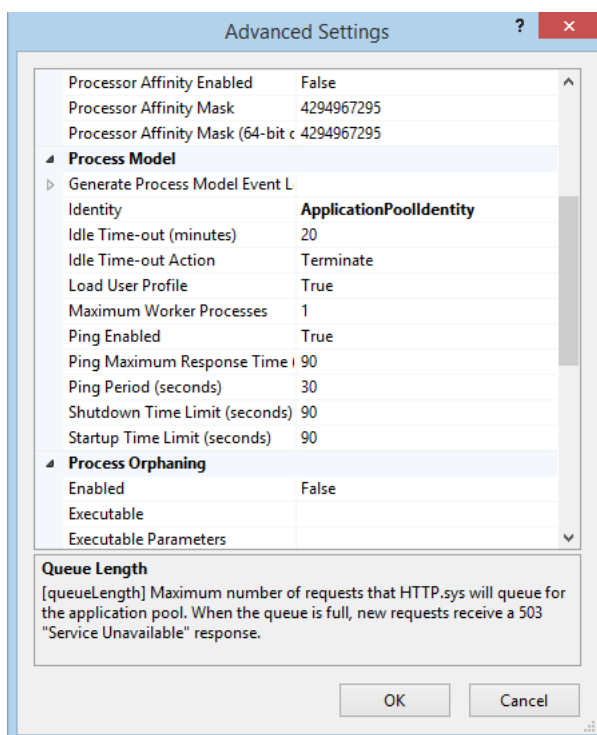 Advanced Settings ? ×
Processor Affinity Enabled False
Processor Affinity Mask 4294967295
Processor Affinity Mask (64-bit c 4294967295
Process Model
Generate Process Model Event L
Identity ApplicationPoolIdentity
Idle Time-out (minutes) 20
Idle Time-out Action Terminate
Load User Profile True
Maximum Worker Processes 1
Ping Enabled True
Ping Maximum Response Time ( 90
Ping Period (seconds) 30
Shutdown Time Limit (seconds) 90
Startup Time Limit (seconds) 90
Process Orphaning
Enabled False
Executable
Executable Parameters
Queue Length
[queueLength] Maximum number of requests that HTTP.sys will queue for
the application pool. When the queue is full, new requests receive a 503
"Service Unavailable" response.
OK Cancel